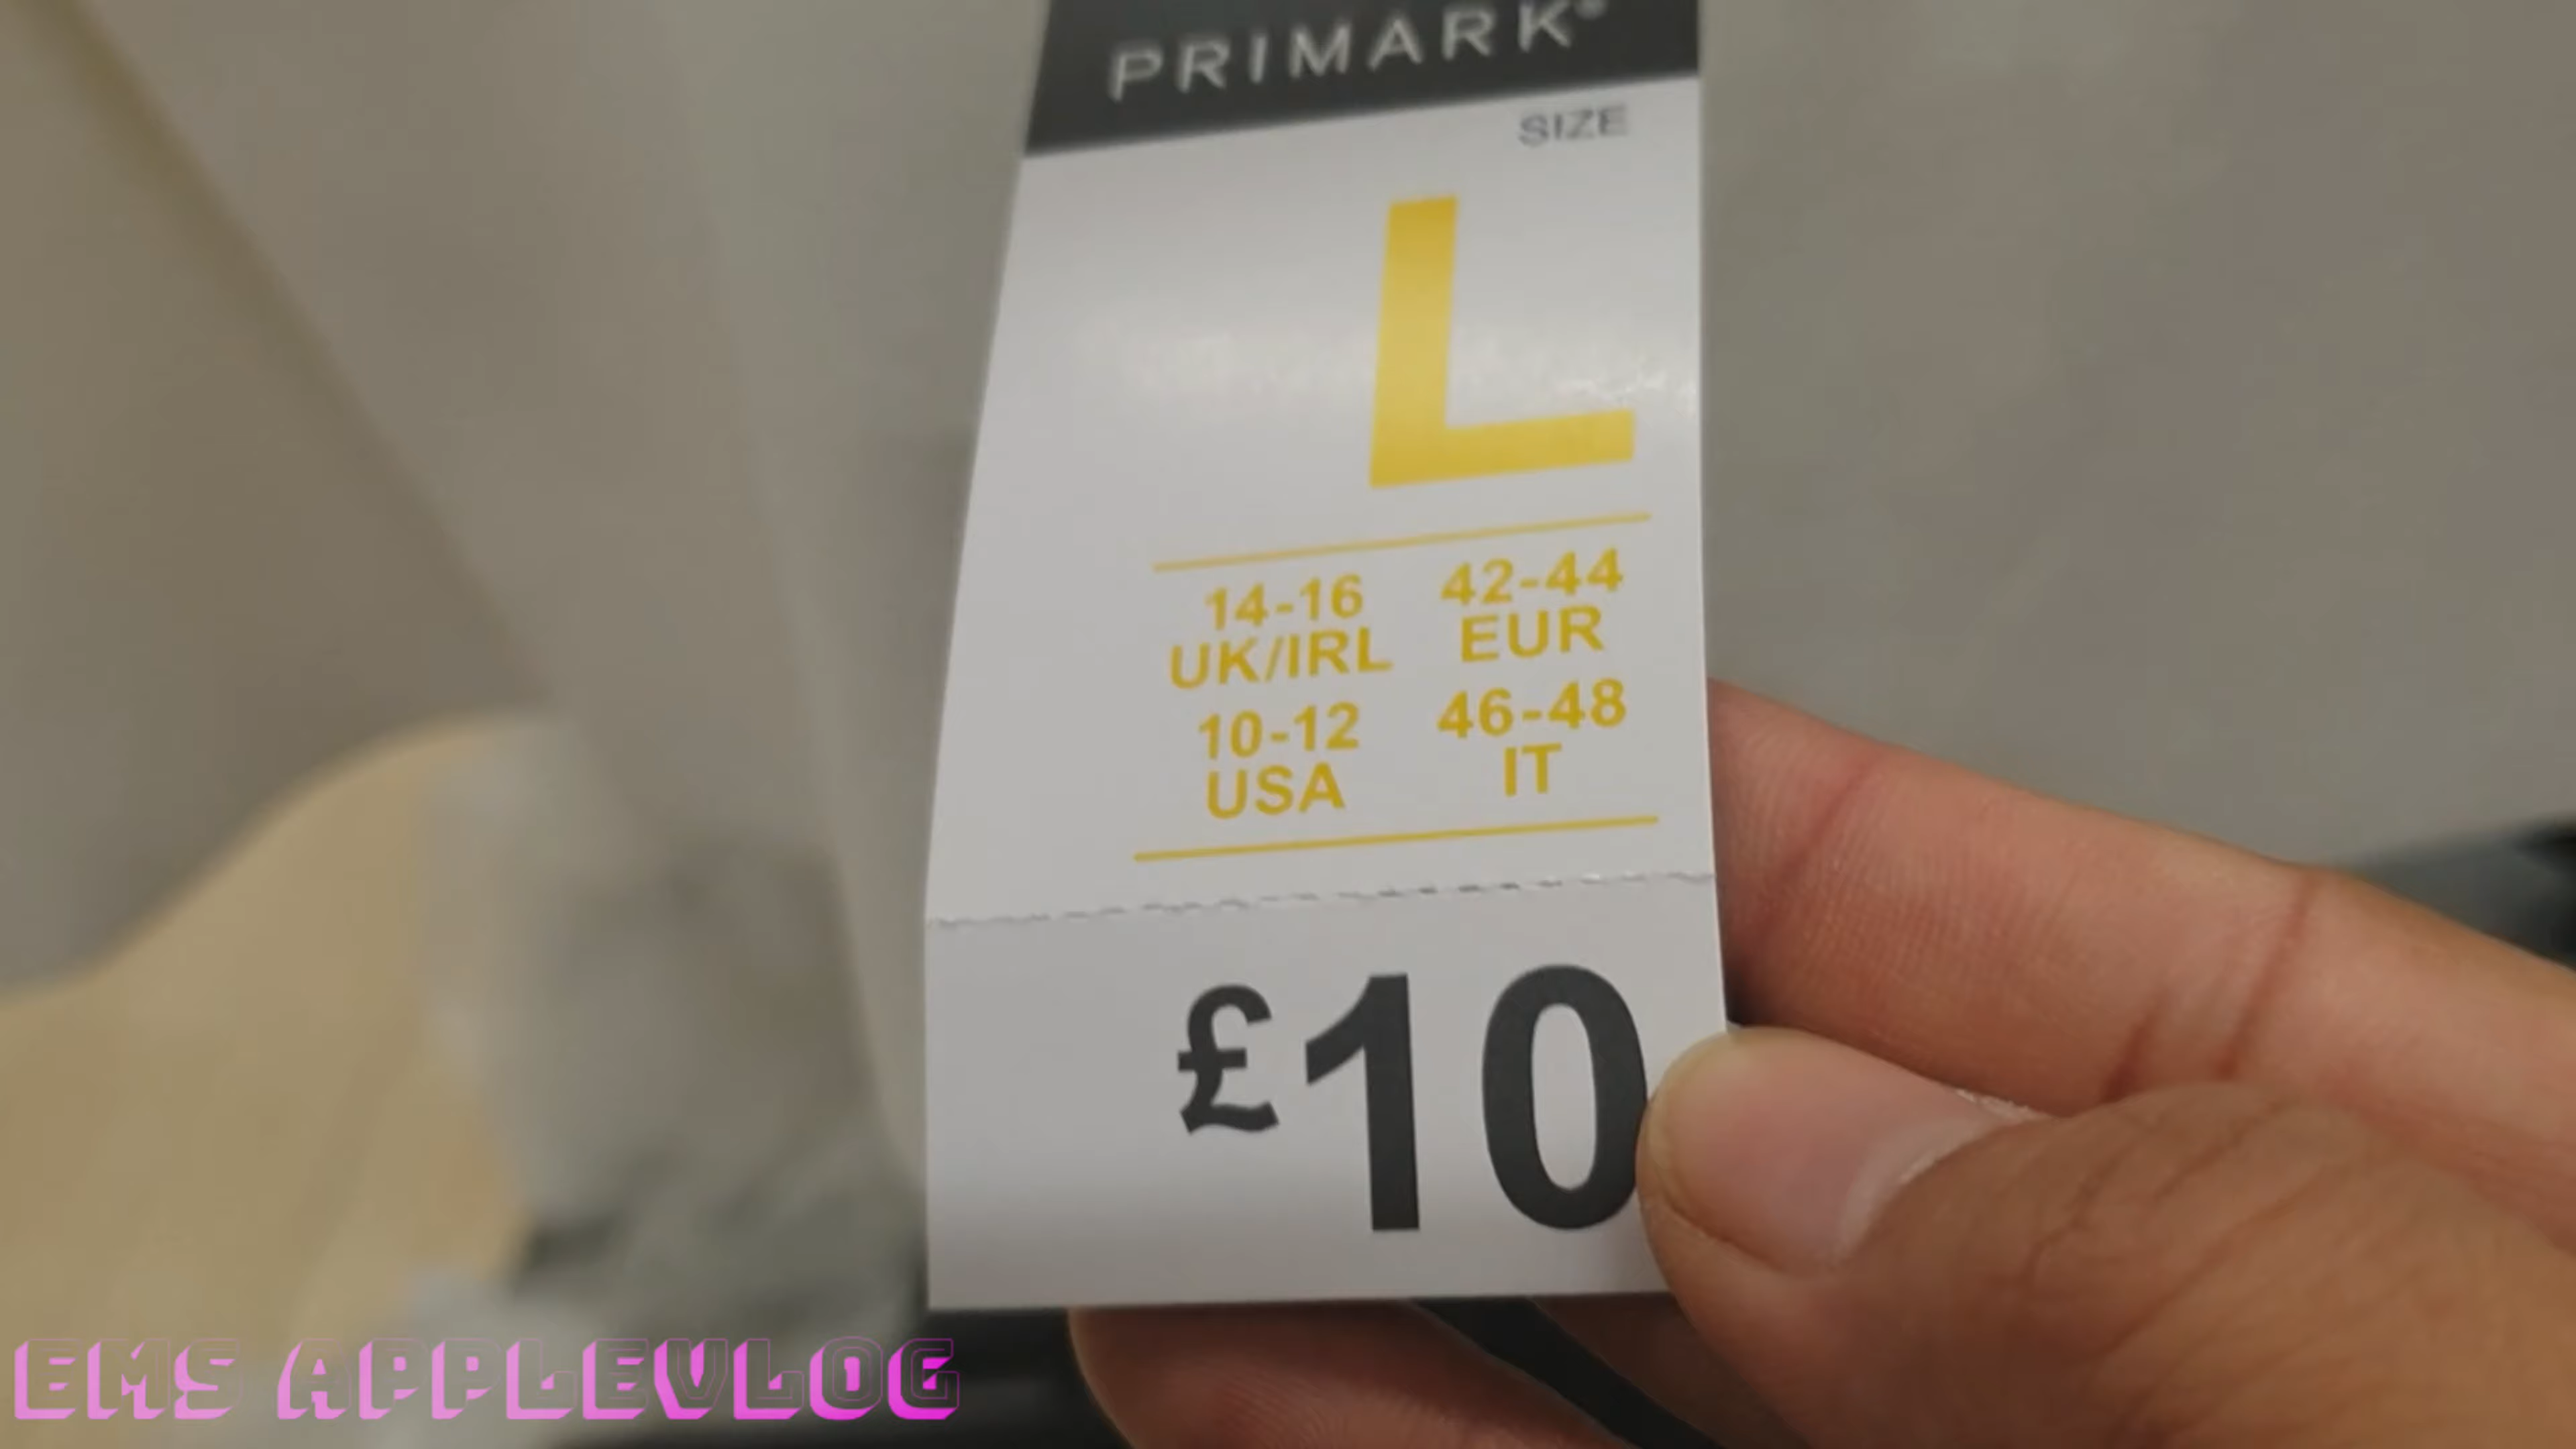 PRIMARK®
SIZE
L
14-16 42-44
UK/IRL EUR
10-12 46-48
USA IT
£10
EMS APPLEVLOG